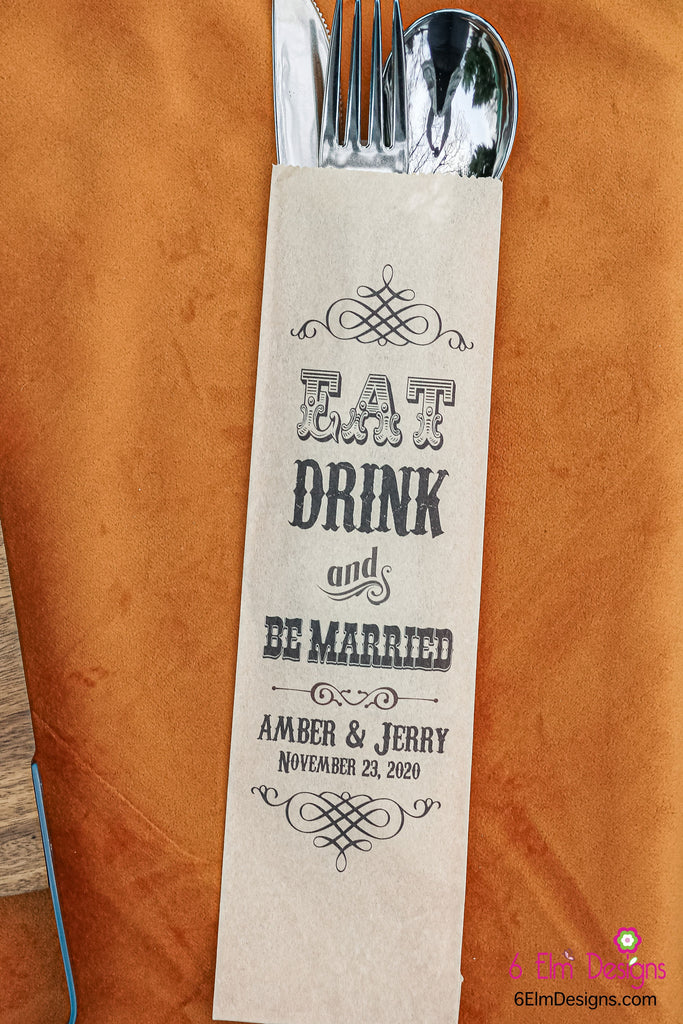 EAT
DRINK
and
BE MARRIED
AMBER & JERRY
NOVEMBER 23, 2020
6 Elm Designs
6ElmDesigns.com